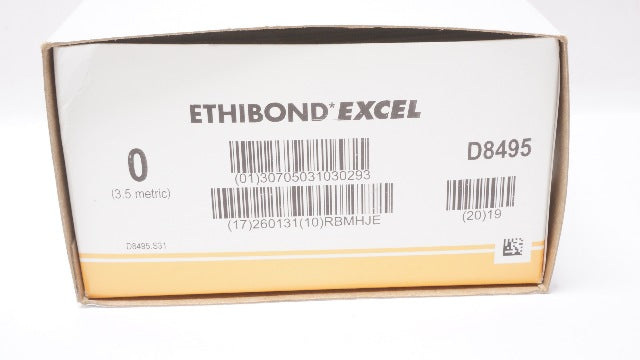 ETHIBOND* EXCEL
0
(3.5 metric)
(01)30705031030293
D8495
(17)260131(10)RBMHJE
(20)19
D8495.S31